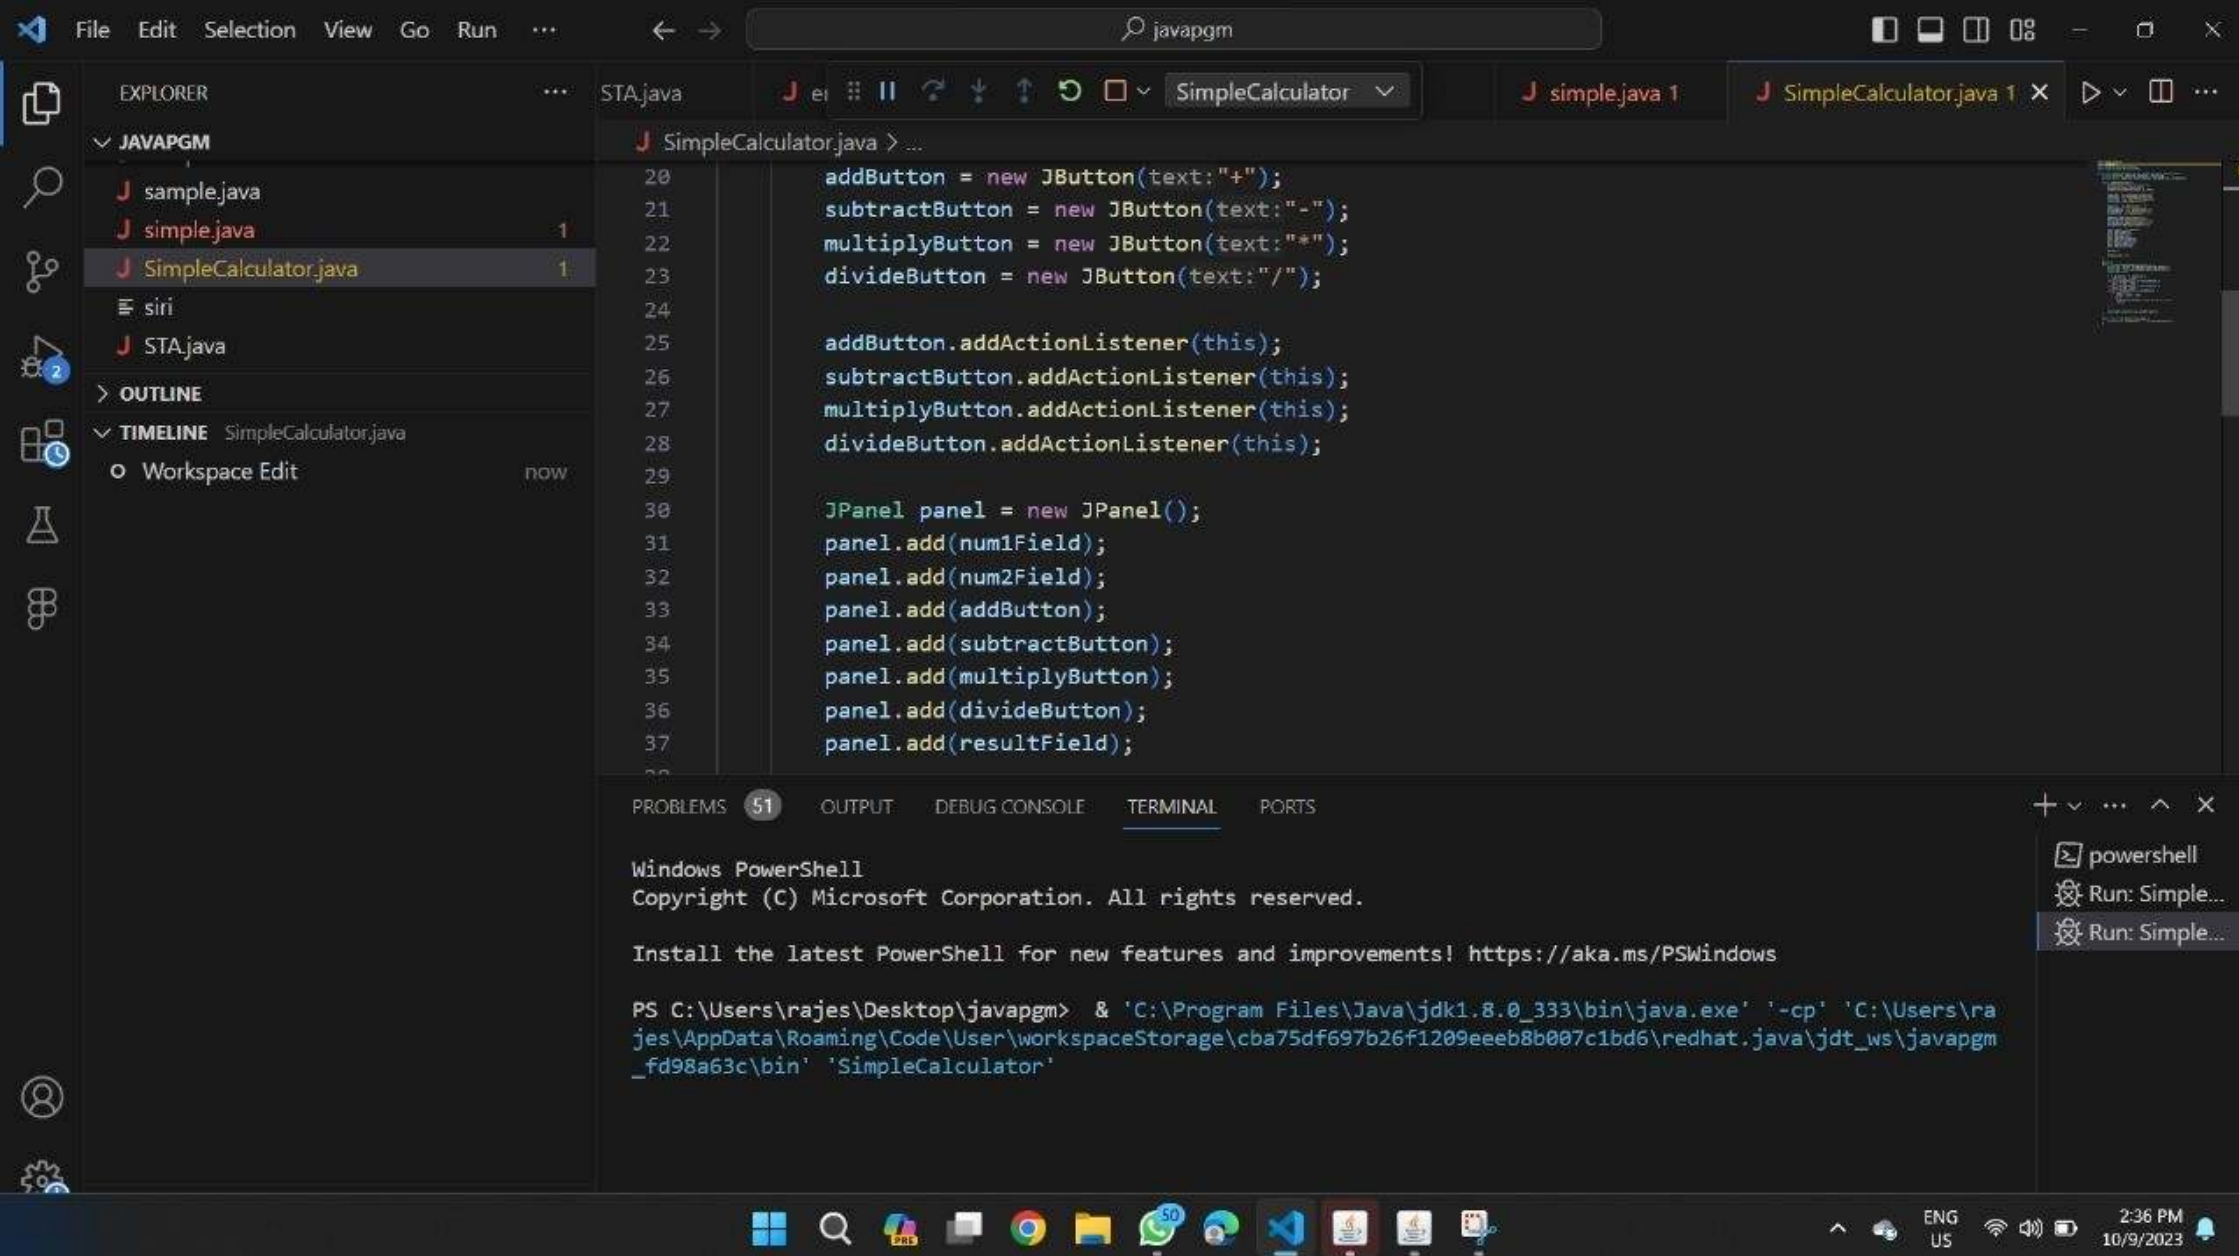 File Edit Selection View Go Run ...
javapgm
EXPLORER
STA.java
SimpleCalculator
simple.java 1
SimpleCalculator.java 1
JAVAPGM
sample.java
simple.java 1
SimpleCalculator.java 1
siri
STA.java
OUTLINE
TIMELINE SimpleCalculator.java
Workspace Edit now
SimpleCalculator.java > ...
20 addButton = new JButton(text:"+");
21 subtractButton = new JButton(text:"-");
22 multiplyButton = new JButton(text:"*");
23 divideButton = new JButton(text:"/");
24
25 addButton.addActionListener(this);
26 subtractButton.addActionListener(this);
27 multiplyButton.addActionListener(this);
28 divideButton.addActionListener(this);
29
30 JPanel panel = new JPanel();
31 panel.add(num1Field);
32 panel.add(num2Field);
33 panel.add(addButton);
34 panel.add(subtractButton);
35 panel.add(multiplyButton);
36 panel.add(divideButton);
37 panel.add(resultField);
PROBLEMS 51 OUTPUT DEBUG CONSOLE TERMINAL PORTS
Windows PowerShell
Copyright (C) Microsoft Corporation. All rights reserved.
Install the latest PowerShell for new features and improvements! https://aka.ms/PSWindows
PS C:\Users\rajes\Desktop\javapgm> & 'C:\Program Files\Java\jdk1.8.0_333\bin\java.exe' '-cp' 'C:\Users\ra
jes\AppData\Roaming\Code\User\workspaceStorage\cba75df697b26f1209eeeb8b007c1bd6\redhat.java\jdt_ws\javapgm
_fd98a63c\bin' 'SimpleCalculator'
powershell
Run: Simple...
Run: Simple...
2
50
PRE
ENG
US
2:36 PM
10/9/2023